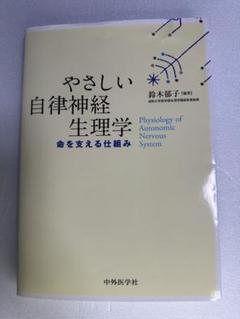 やさしい
自律神経
生理学
命を支える仕組み
鈴木郁子
Physiology of
Autonomic
Nervous
System
中外医学社